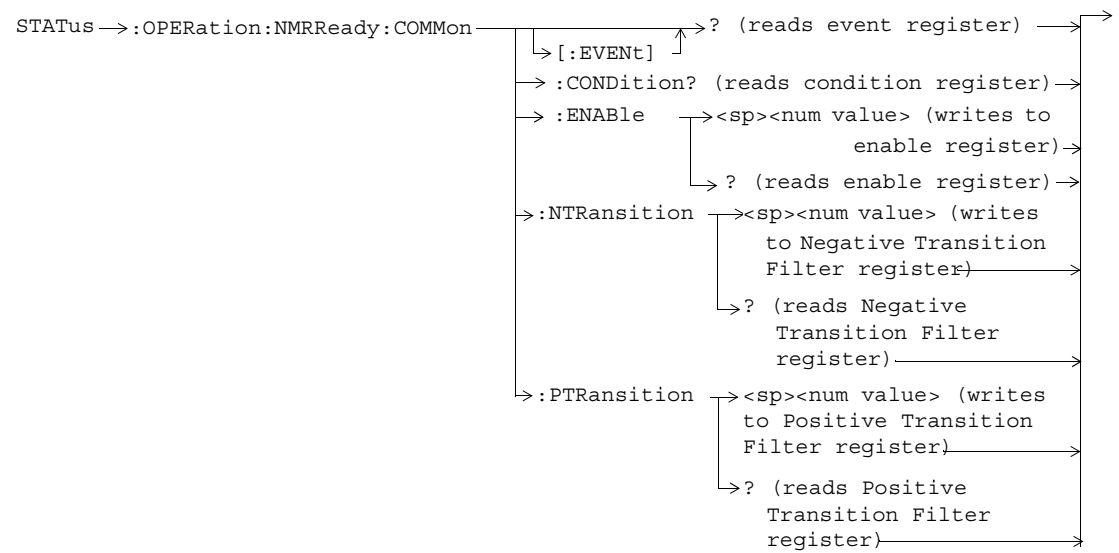 STATus :OPERation:NMRReady:COMMon ? (reads event register)
[:EVENt]
:CONDition? (reads condition register)
:ENABle <sp><num value> (writes to
enable register)
? (reads enable register)
:NTRansition <sp><num value> (writes
to Negative Transition
Filter register)
? (reads Negative
Transition Filter
register)
:PTRansition <sp><num value> (writes
to Positive Transition
Filter register)
? (reads Positive
Transition Filter
register)